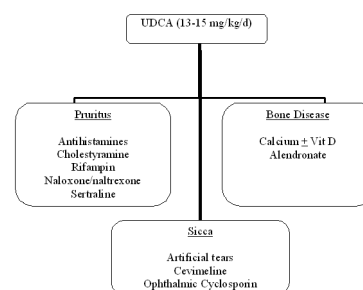 UDCA (13-15 mg/kg/d)
Pruritus
Antihistamines
Cholestyramine
Rifampin
Naloxone/naltrexone
Sertraline
Bone Disease
Calcium ± Vit D
Alendronate
Sicca
Artificial tears
Cevimeline
Ophthalmic Cyclosporin